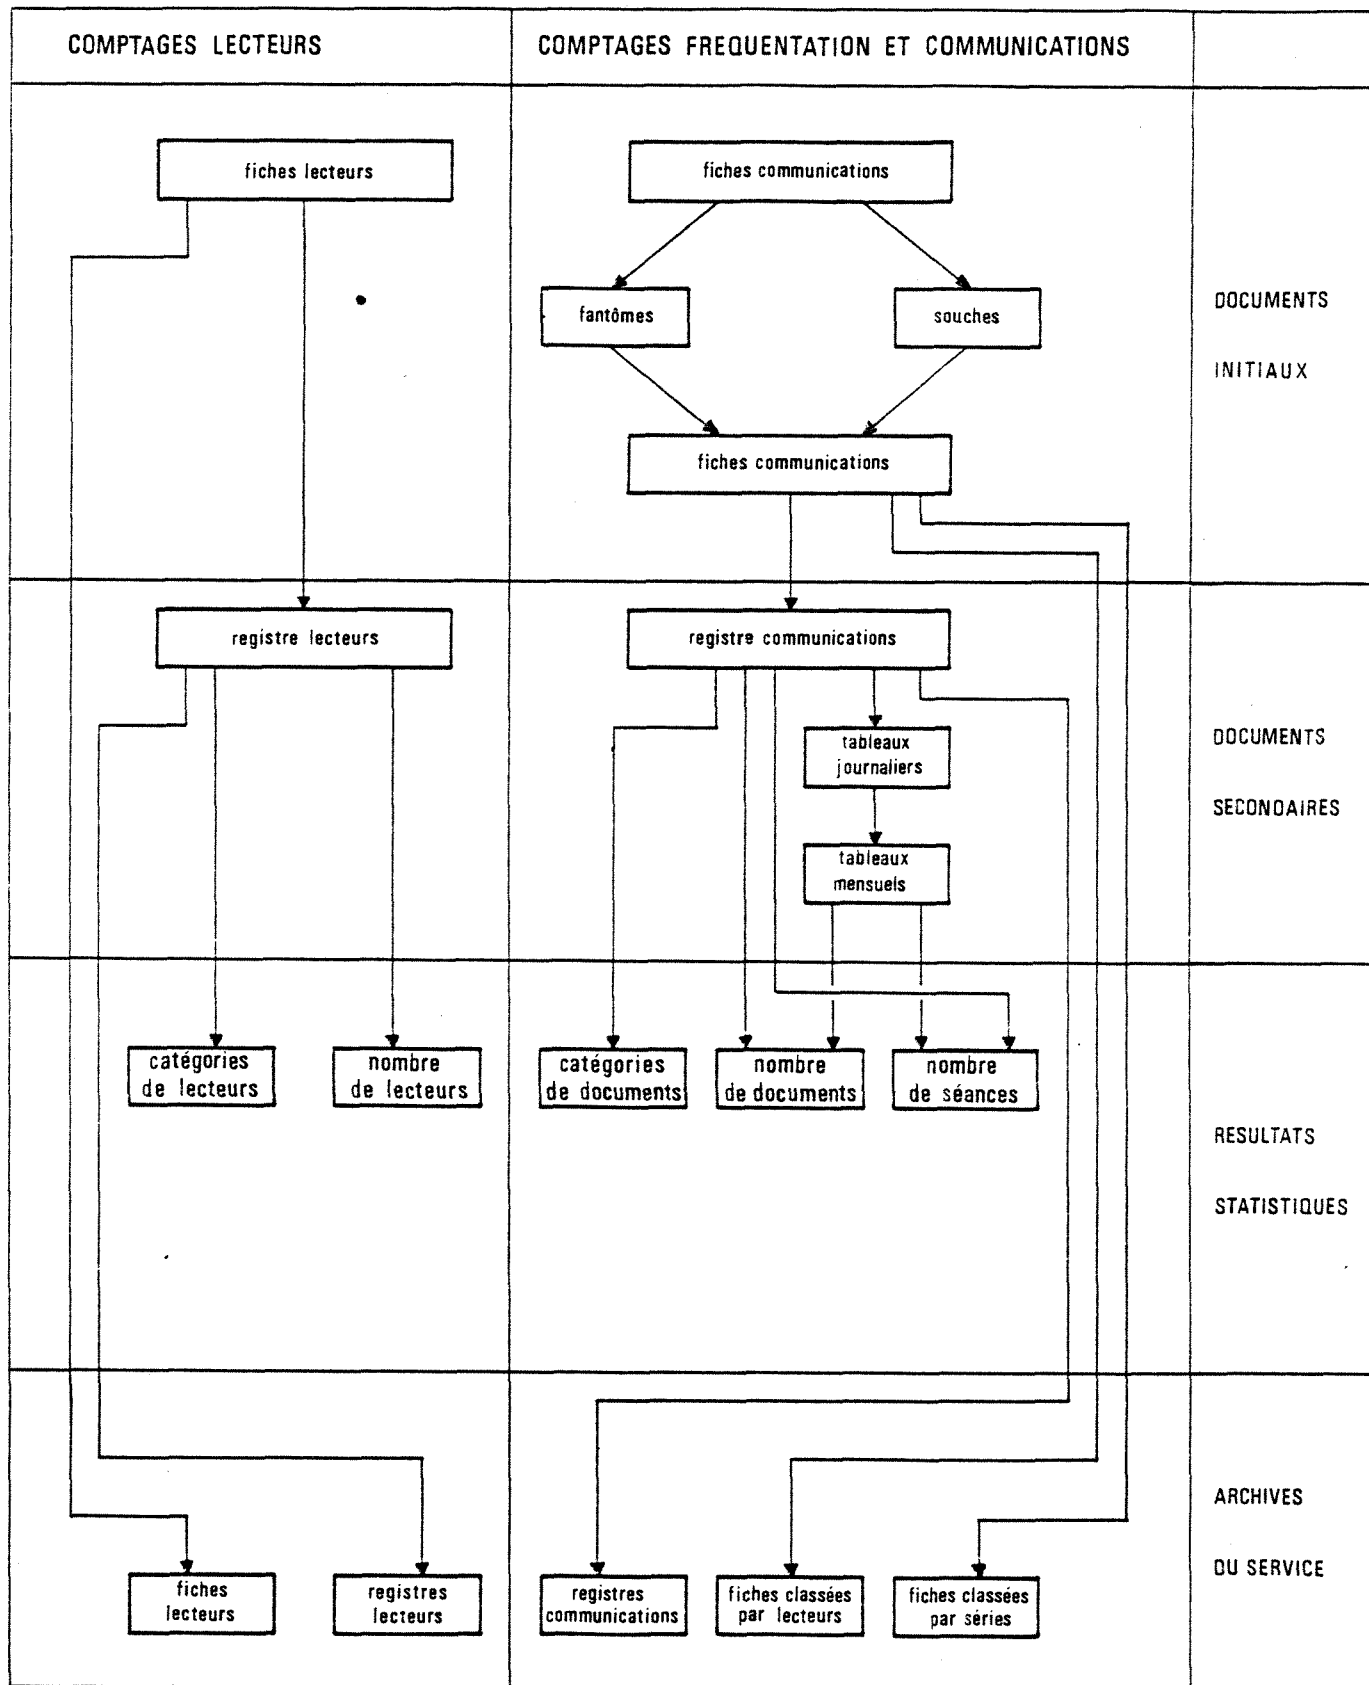 COMPTAGES LECTEURS
COMPTAGES FREQUENTATION ET COMMUNICATIONS
fiches lecteurs
fiches communications
fantômes
souches
DOCUMENTS
INITIAUX
fiches communications
registre lecteurs
registre communications
tableaux
journaliers
DOCUMENTS
SECONDAIRES
tableaux
mensuels
catégories
de lecteurs
nombre
de lecteurs
catégories
de documents
nombre
de documents
nombre
de séances
RESULTATS
STATISTIQUES
ARCHIVES
DU SERVICE
fiches
lecteurs
registres
lecteurs
registres
communications
fiches classées
par lecteurs
fiches classées
par séries